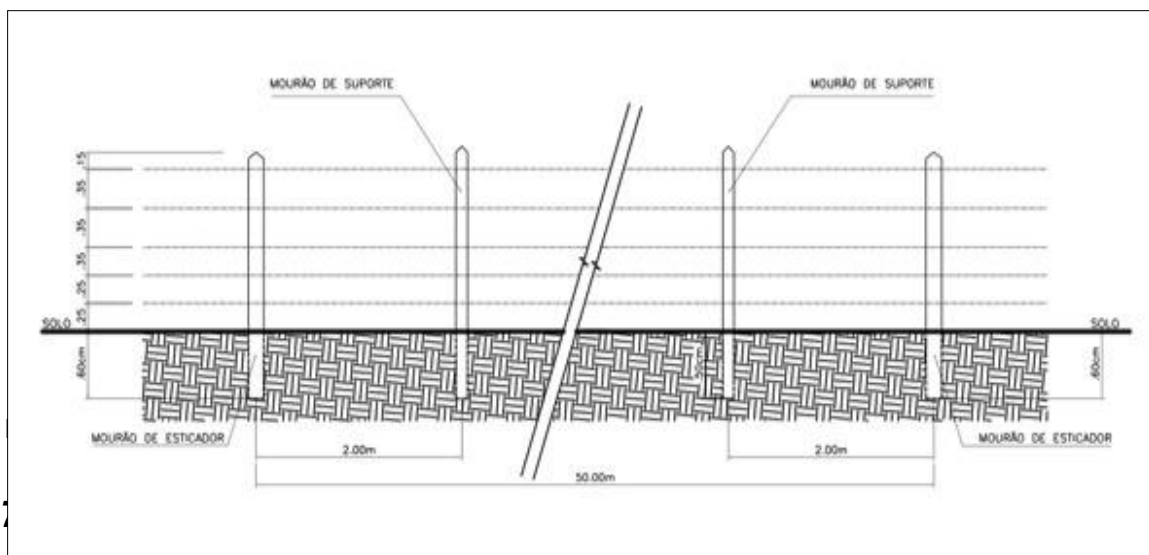 MOURÃO DE SUPORTE
MOURÃO DE SUPORTE
.15
.35
.35
.35
.25
.25
SOLO
SOLO
.60cm
.60cm
MOURÃO DE ESTICADOR
MOURÃO DE ESTICADOR
2.00m
2.00m
50.00m